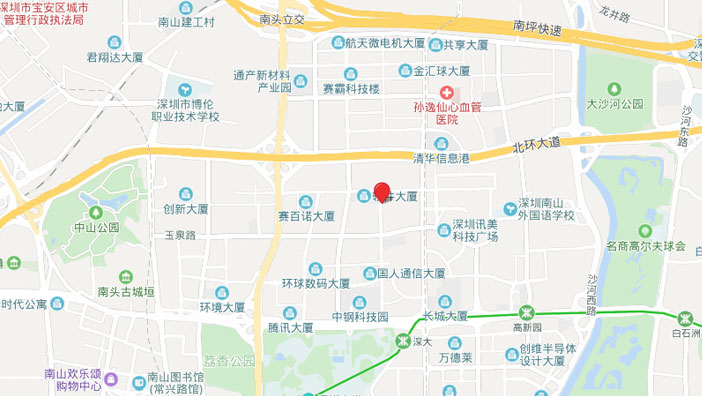 深圳市宝安区城市
管理行政执法局
南山建工村
南头立交
龙井路
南坪快速
君翔达大厦
航天微电机大厦
共享大厦
通产新材料
产业园
赛霸科技楼
金汇球大厦
深圳市博伦
职业技术学校
孙逸仙心血管
医院
大沙河公园
沙河东路
北环大道
清华信息港
创新大厦
赛百诺大厦
深圳南山
外国语学校
中山公园
玉泉路
深圳讯美
科技广场
名商高尔夫球会
南头古城垣
环球数码大厦
国人通信大厦
沙河西路
时代公寓
环境大厦
中钢科技园
长城大厦
腾讯大厦
高新园
白石洲
深大
荔香公园
万德莱
创维半导体
设计大厦
南山欢乐颂
购物中心
南山图书馆
(常兴路馆)